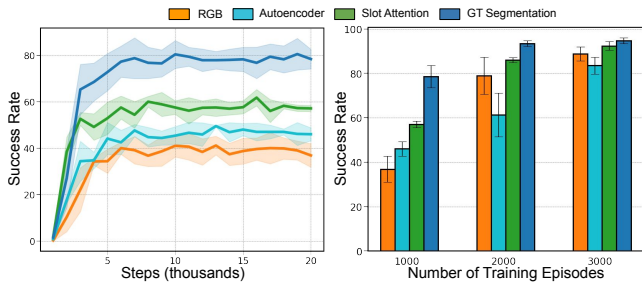 RGB Autoencoder Slot Attention GT Segmentation
Success Rate
80
60
40
20
0
5 10 15 20
Steps (thousands)
Success Rate
100
80
60
40
20
0
1000 2000 3000
Number of Training Episodes